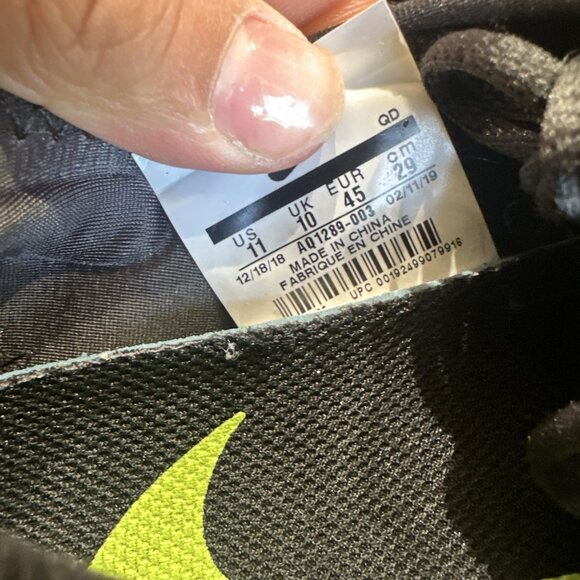 QD
US UK EUR cm
11 10 45 29
12/18/18 AQ1289-003 02/11/19
MADE IN CHINA
FABRIQUE EN CHINE
UPC 00192499079916